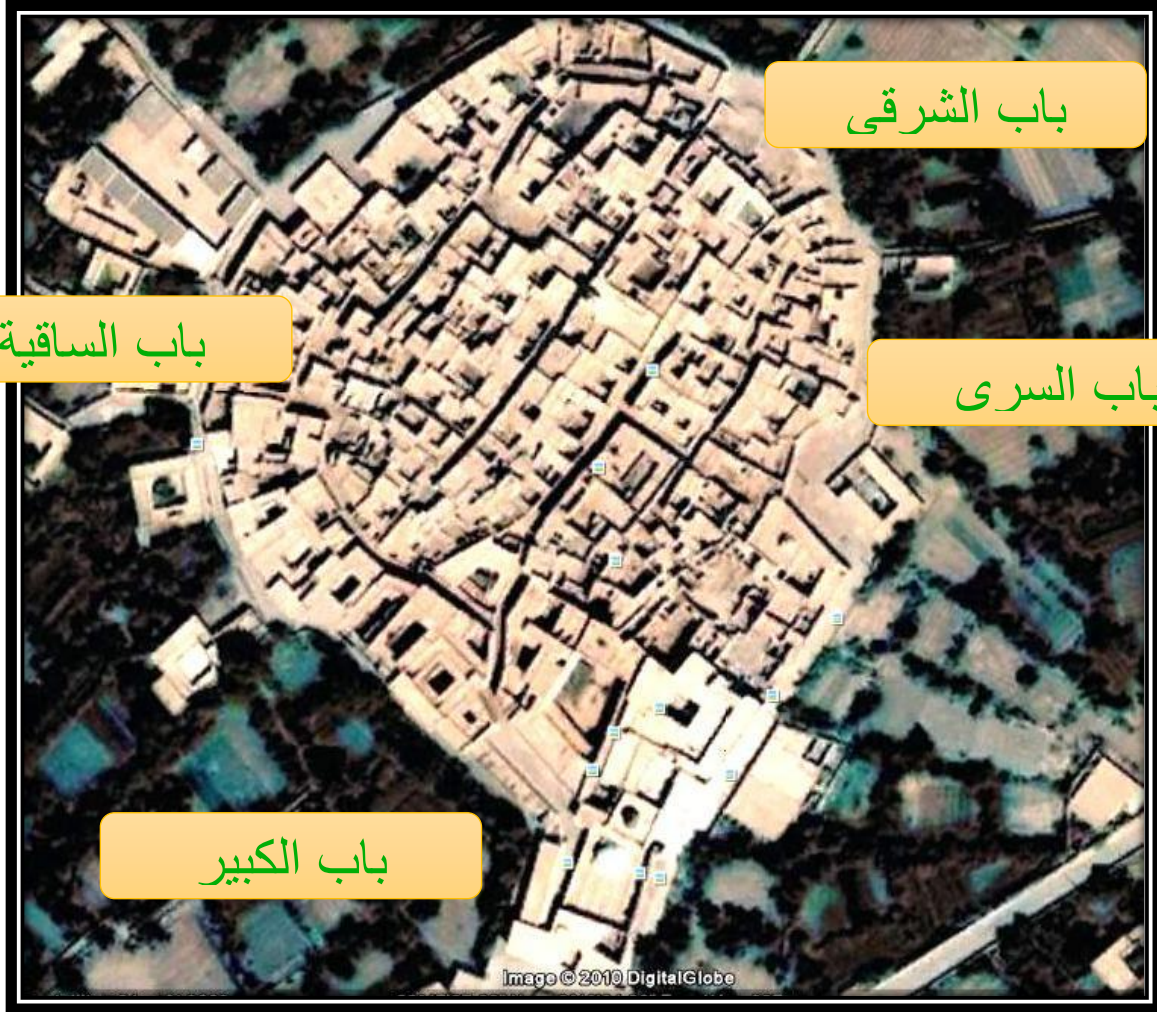 باب الشرقى
باب الساقية
باب السرى
باب الكبير
Image © 2010 DigitalGlobe